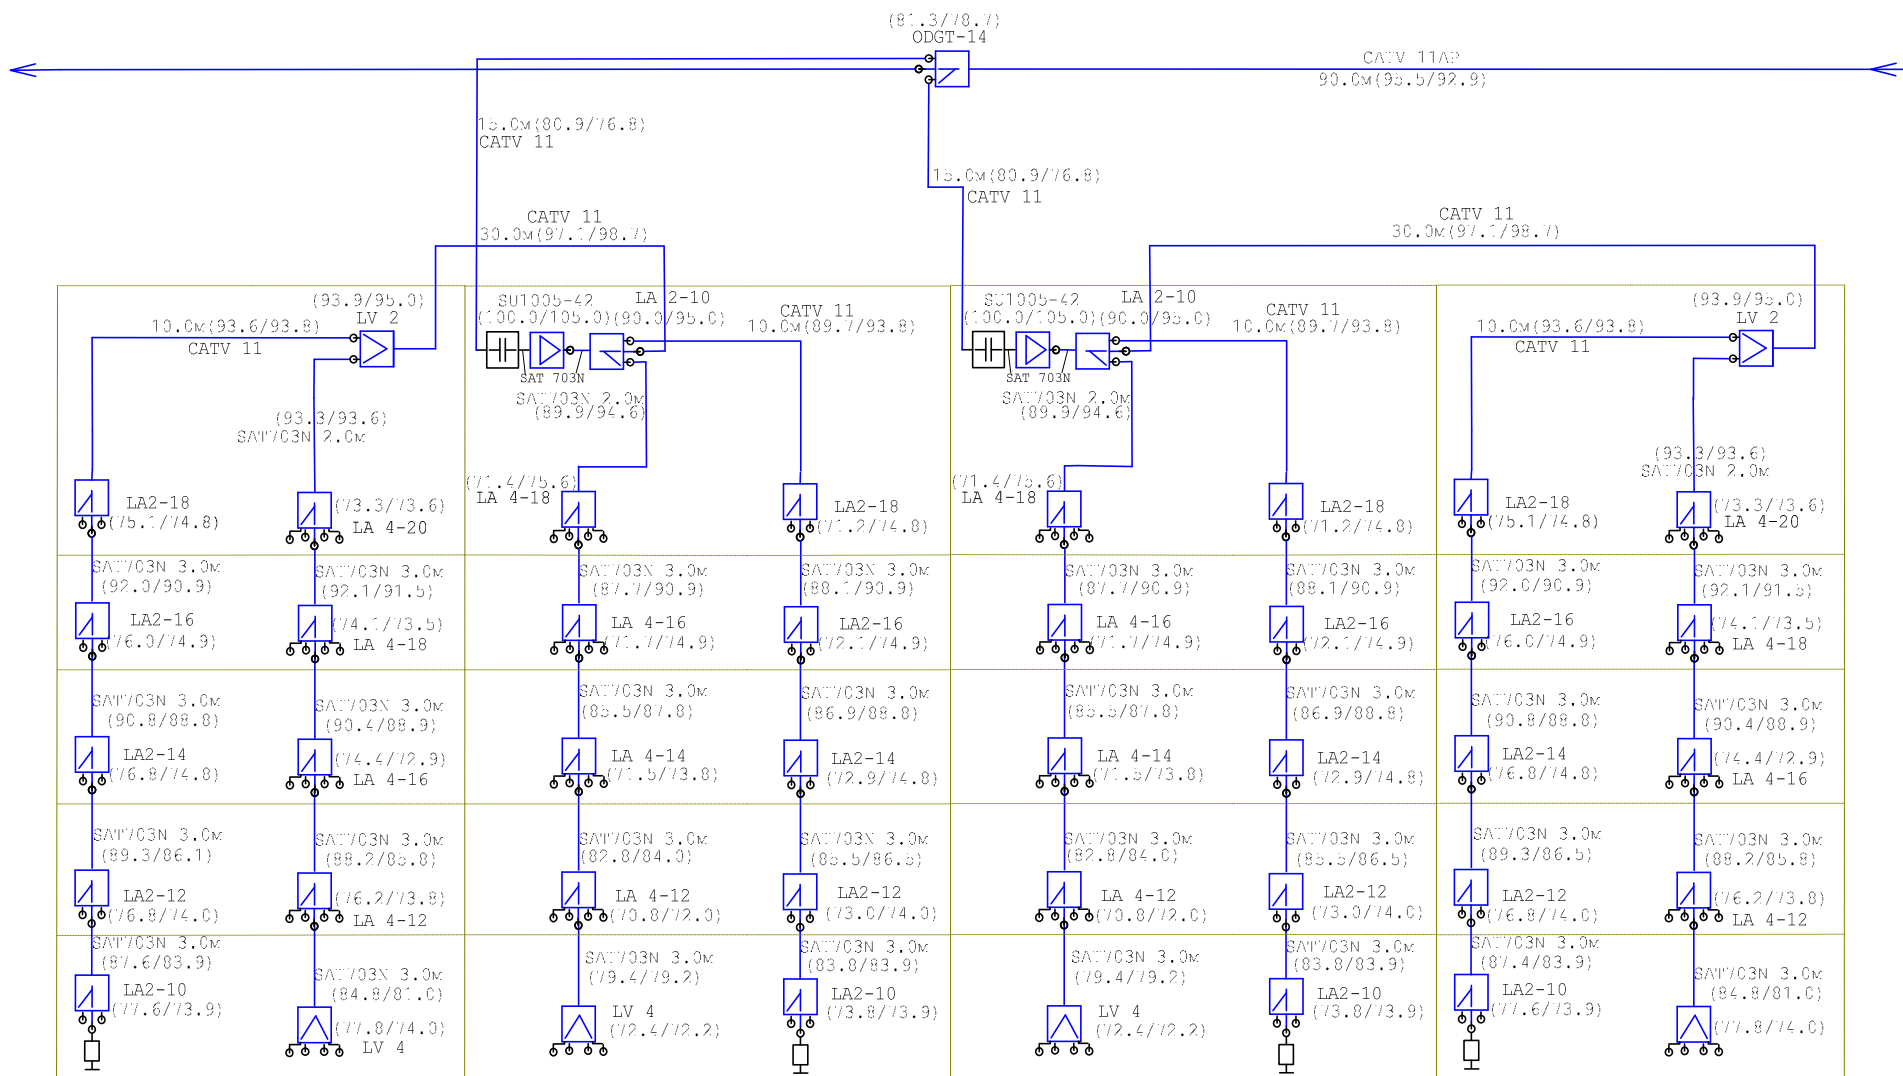 (81.3/78.7)
ODGT-14
CATV 11AP
90.0м(95.5/92.9)
15.0м(80.9/76.8)
CATV 11
15.0м(80.9/76.8)
CATV 11
CATV 11
30.0м(97.1/98.7)
CATV 11
30.0м(97.1/98.7)
(93.9/95.0)
LV 2
10.0м(93.6/93.8)
CATV 11
(93.3/93.6)
SAT703N 2.0м
LA2-18
(75.1/74.8)
(73.3/73.6)
LA 4-20
SAT703N 3.0м
(92.0/90.9)
SAT703N 3.0м
(92.1/91.5)
LA2-16
(76.0/74.9)
(74.1/73.5)
LA 4-18
SAT703N 3.0м
(90.8/88.8)
SAT703N 3.0м
(90.4/88.9)
LA2-14
(76.8/74.8)
(74.4/72.9)
LA 4-16
SAT703N 3.0м
(89.3/86.1)
SAT703N 3.0м
(88.2/85.8)
LA2-12
(76.8/74.0)
(76.2/73.8)
LA 4-12
SAT703N 3.0м
(87.6/83.9)
SAT703N 3.0м
(84.8/81.0)
LA2-10
(77.6/73.9)
(77.8/74.0)
LV 4
SU1005-42
(100.0/105.0)
LA 2-10
(90.0/95.0)
CATV 11
10.0м(89.7/93.8)
SAT 703N
SAT703N 2.0м
(89.9/94.6)
(71.4/75.6)
LA 4-18
LA2-18
(71.2/74.8)
SAT703N 3.0м
(87.7/90.9)
SAT703N 3.0м
(88.1/90.9)
LA 4-16
(71.7/74.9)
LA2-16
(72.1/74.9)
SAT703N 3.0м
(85.5/87.8)
SAT703N 3.0м
(86.9/88.8)
LA 4-14
(71.5/73.8)
LA2-14
(72.9/74.8)
SAT703N 3.0м
(82.8/84.0)
SAT703N 3.0м
(85.5/86.5)
LA 4-12
(70.8/72.0)
LA2-12
(73.0/74.0)
SAT703N 3.0м
(79.4/79.2)
SAT703N 3.0м
(83.8/83.9)
LV 4
(72.4/72.2)
LA2-10
(73.8/73.9)
SU1005-42
(100.0/105.0)
LA 2-10
(90.0/95.0)
CATV 11
10.0м(89.7/93.8)
SAT 703N
SAT703N 2.0м
(89.9/94.6)
(71.4/75.6)
LA 4-18
LA2-18
(71.2/74.8)
SAT703N 3.0м
(87.7/90.9)
SAT703N 3.0м
(88.1/90.9)
LA 4-16
(71.7/74.9)
LA2-16
(72.1/74.9)
SAT703N 3.0м
(85.5/87.8)
SAT703N 3.0м
(86.9/88.8)
LA 4-14
(71.5/73.8)
LA2-14
(72.9/74.8)
SAT703N 3.0м
(82.8/84.0)
SAT703N 3.0м
(85.5/86.5)
LA 4-12
(70.8/72.0)
LA2-12
(73.0/74.0)
SAT703N 3.0м
(79.4/79.2)
SAT703N 3.0м
(83.8/83.9)
LV 4
(72.4/72.2)
LA2-10
(73.8/73.9)
(93.9/95.0)
LV 2
10.0м(93.6/93.8)
CATV 11
(93.3/93.6)
SAT703N 2.0м
LA2-18
(75.1/74.8)
(73.3/73.6)
LA 4-20
SAT703N 3.0м
(92.0/90.9)
SAT703N 3.0м
(92.1/91.5)
LA2-16
(76.0/74.9)
(74.1/73.5)
LA 4-18
SAT703N 3.0м
(90.8/88.8)
SAT703N 3.0м
(90.4/88.9)
LA2-14
(76.8/74.8)
(74.4/72.9)
LA 4-16
SAT703N 3.0м
(89.3/86.5)
SAT703N 3.0м
(88.2/85.8)
LA2-12
(76.8/74.0)
(76.2/73.8)
LA 4-12
SAT703N 3.0м
(87.4/83.9)
SAT703N 3.0м
(84.8/81.0)
LA2-10
(77.6/73.9)
(77.8/74.0)